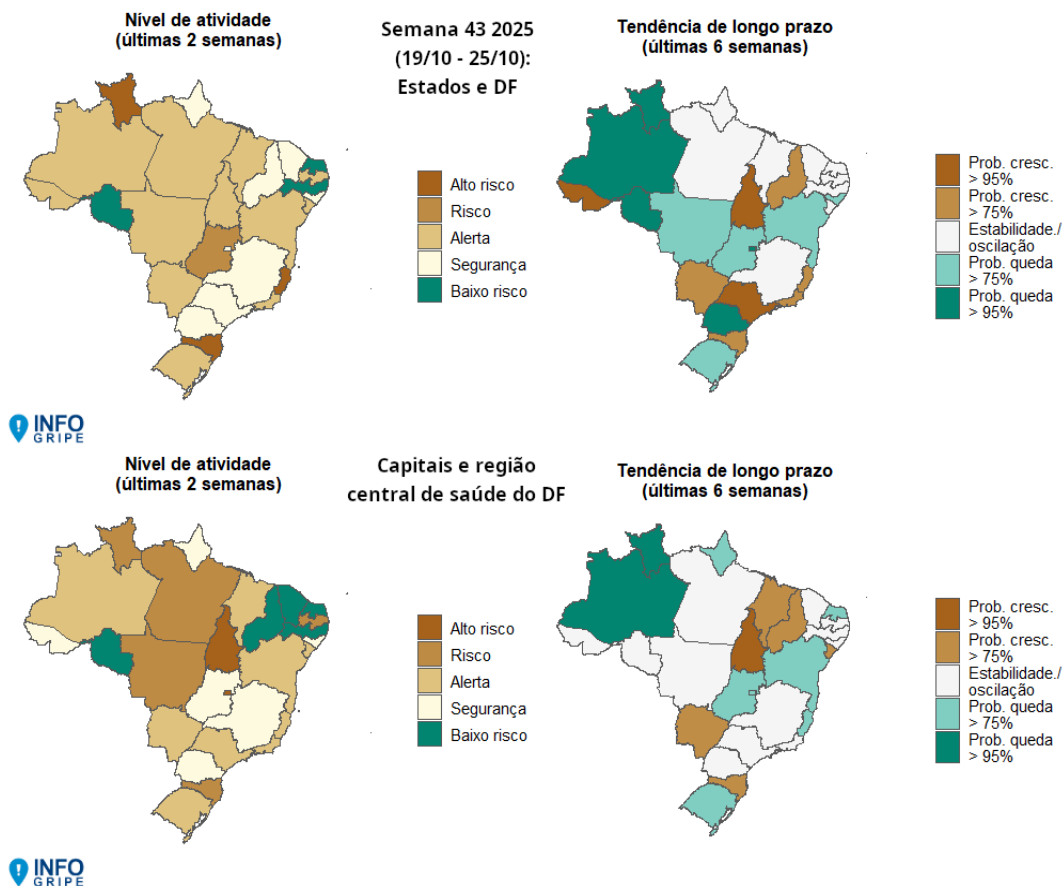 Nível de atividade
(últimas 2 semanas)
Semana 43 2025
(19/10 - 25/10):
Estados e DF
Tendência de longo prazo
(últimas 6 semanas)
Alto risco
Risco
Alerta
Segurança
Baixo risco
Prob. cresc.
> 95%
Prob. cresc.
> 75%
Estabilidade./
oscilação
Prob. queda
> 75%
Prob. queda
> 95%
INFO
GRIPE
Nível de atividade
(últimas 2 semanas)
Capitais e região
central de saúde do DF
Tendência de longo prazo
(últimas 6 semanas)
Alto risco
Risco
Alerta
Segurança
Baixo risco
Prob. cresc.
> 95%
Prob. cresc.
> 75%
Estabilidade./
oscilação
Prob. queda
> 75%
Prob. queda
> 95%
INFO
GRIPE